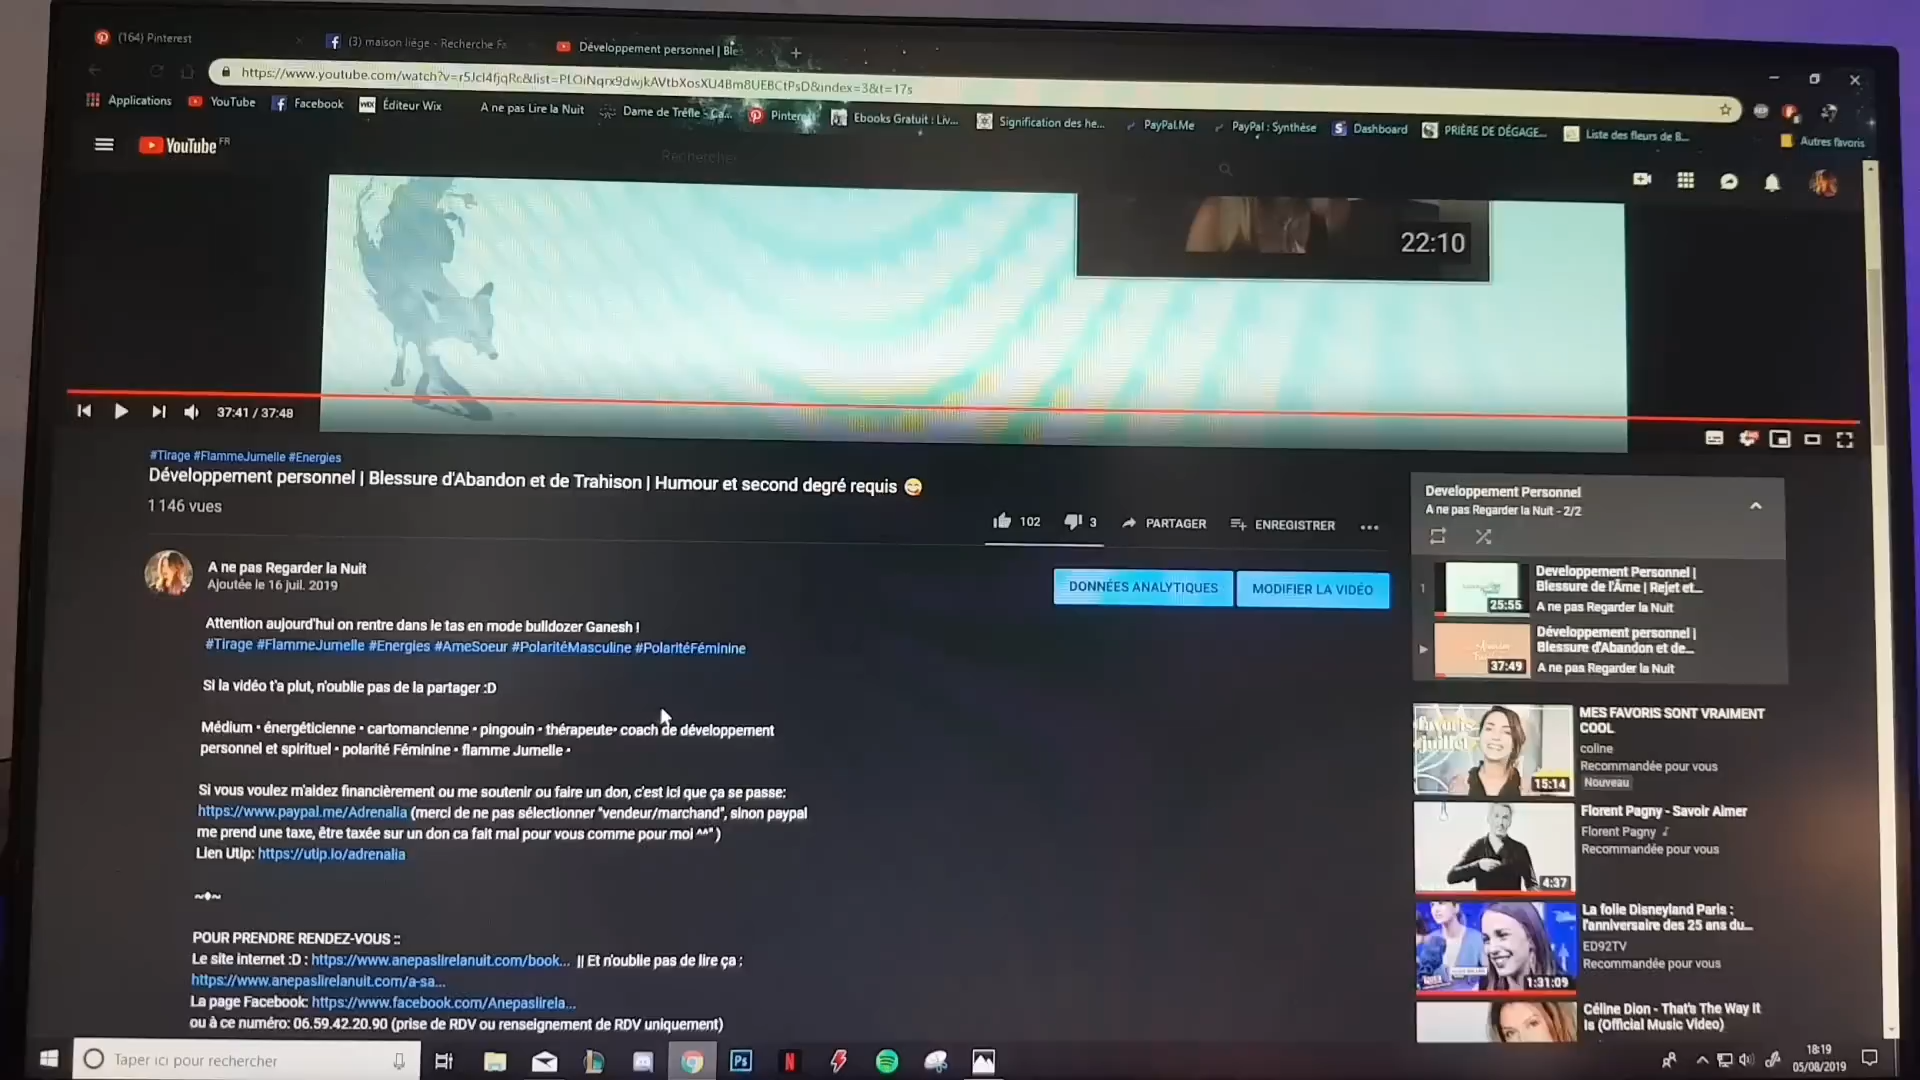 (164) Pinterest
(3) maison liège - Recherche Fa
Développement personnel | Ble
https://www.youtube.com/watch?v=r5Jcl4fjqRc&list=PLOiNqrx9dwjkAVtbXosXU4Bm8UEBCtPsD&index=3&t=17s
Applications
YouTube
Facebook
WIX
Éditeur Wix
A ne pas Lire la Nuit
Dame de Trèfle - Ca...
Pinterest
Ebooks Gratuit : Liv...
Signification des he...
PayPal.Me
PayPal : Synthèse
Dashboard
PRIÈRE DE DÉGAGE...
Liste des fleurs de B...
Autres favoris
YouTube FR
Rechercher
22:10
37:41 / 37:48
#Tirage #FlammeJumelle #Energies
Développement personnel | Blessure d'Abandon et de Trahison | Humour et second degré requis 😄
1 146 vues
102
3
PARTAGER
ENREGISTRER
A ne pas Regarder la Nuit
Ajoutée le 16 juil. 2019
DONNÉES ANALYTIQUES
MODIFIER LA VIDÉO
Attention aujourd'hui on rentre dans le tas en mode bulldozer Ganesh !
#Tirage #FlammeJumelle #Energies #AmeSoeur #PolaritéMasculine #PolaritéFéminine
Si la vidéo t'a plut, n'oublie pas de la partager :D
Médium • énergéticienne • cartomancienne • pingouin • thérapeute• coach de développement
personnel et spirituel • polarité Féminine • flamme Jumelle •
Si vous voulez m'aidez financièrement ou me soutenir ou faire un don, c'est ici que ça se passe:
https://www.paypal.me/Adrenalia (merci de ne pas sélectionner "vendeur/marchand", sinon paypal
me prend une taxe, être taxée sur un don ca fait mal pour vous comme pour moi ^^" )
Lien Utip: https://utip.io/adrenalia
~♦~
POUR PRENDRE RENDEZ-VOUS ::
Le site internet :D : https://www.anepaslirelanuit.com/book... || Et n'oublie pas de lire ça :
https://www.anepaslirelanuit.com/a-sa...
La page Facebook: https://www.facebook.com/Anepaslirela...
ou à ce numéro: 06.59.42.20.90 (prise de RDV ou renseignement de RDV uniquement)
Developpement Personnel
A ne pas Regarder la Nuit - 2/2
1
25:55
Developpement Personnel |
Blessure de l'Âme | Rejet et...
A ne pas Regarder la Nuit
37:49
Développement personnel |
Blessure d'Abandon et de...
A ne pas Regarder la Nuit
favoris
juillet
15:14
MES FAVORIS SONT VRAIMENT
COOL
coline
Recommandée pour vous
Nouveau
4:37
Florent Pagny - Savoir Aimer
Florent Pagny
Recommandée pour vous
1:31:09
La folie Disneyland Paris :
l'anniversaire des 25 ans du...
ED92TV
Recommandée pour vous
Céline Dion - That's The Way It
Is (Official Music Video)
Taper ici pour rechercher
Ps
N
18:19
05/08/2019